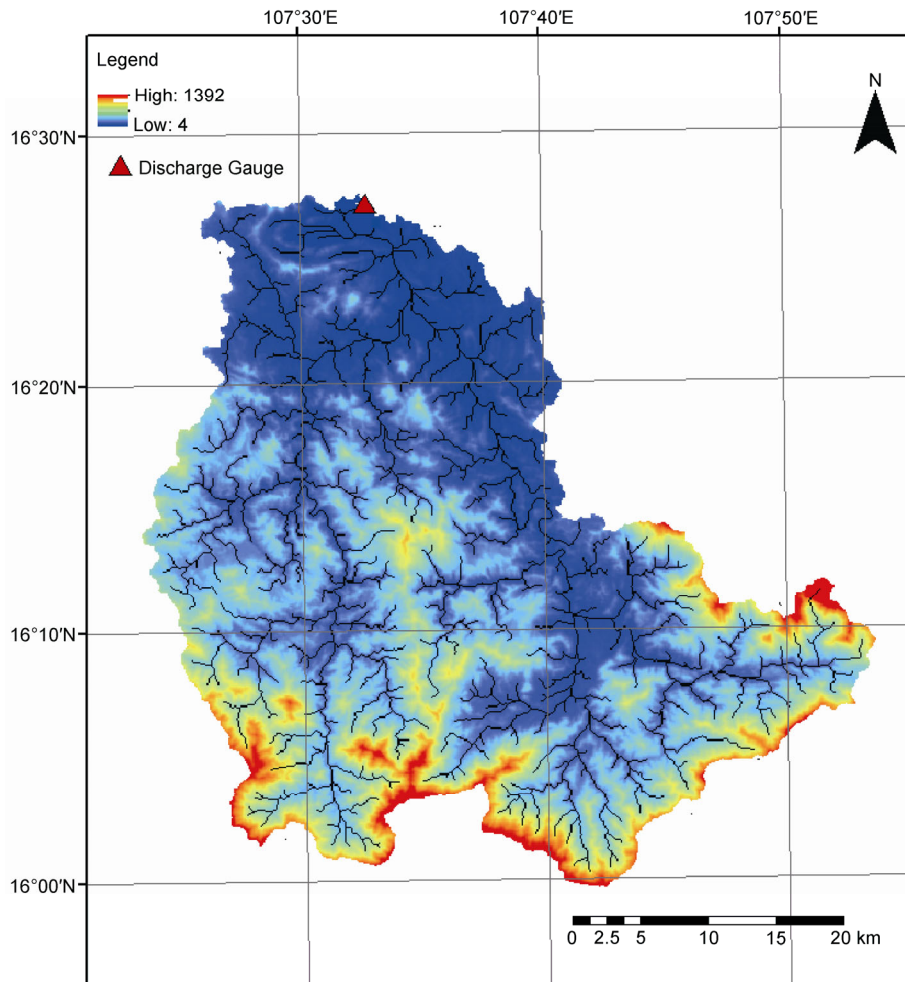 107°30′E 107°40′E 107°50′E
Legend
High: 1392
Low: 4
Discharge Gauge
N
16°30′N
16°20′N
16°10′N
16°00′N
0 2.5 5 10 15 20 km